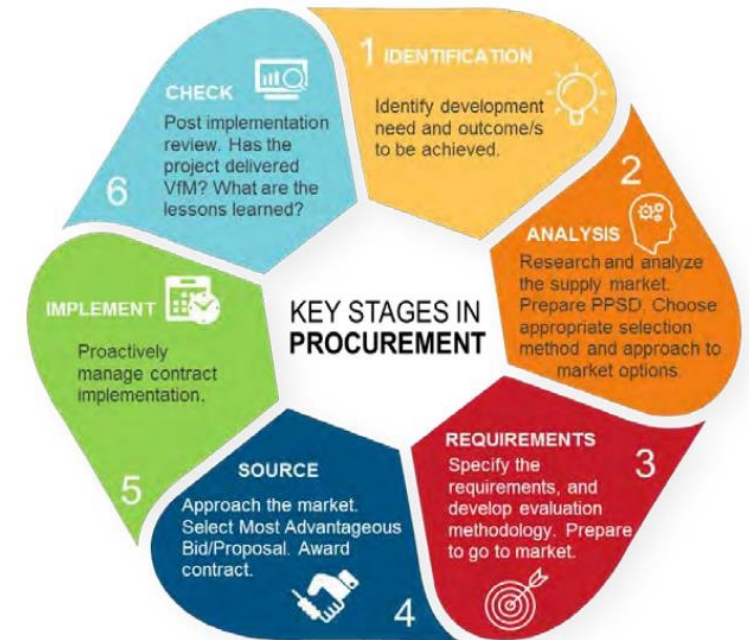 KEY STAGES IN
PROCUREMENT
1 IDENTIFICATION
Identify development
need and outcome/s
to be achieved.
2
ANALYSIS
Research and analyze
the supply market.
Prepare PPSD. Choose
appropriate selection
method and approach to
market options.
3
REQUIREMENTS
Specify the
requirements, and
develop evaluation
methodology. Prepare
to go to market.
4
SOURCE
Approach the market.
Select Most Advantageous
Bid/Proposal. Award
contract.
5
IMPLEMENT
Proactively
manage contract
implementation.
6
CHECK
Post implementation
review. Has the
project delivered
VfM? What are the
lessons learned?